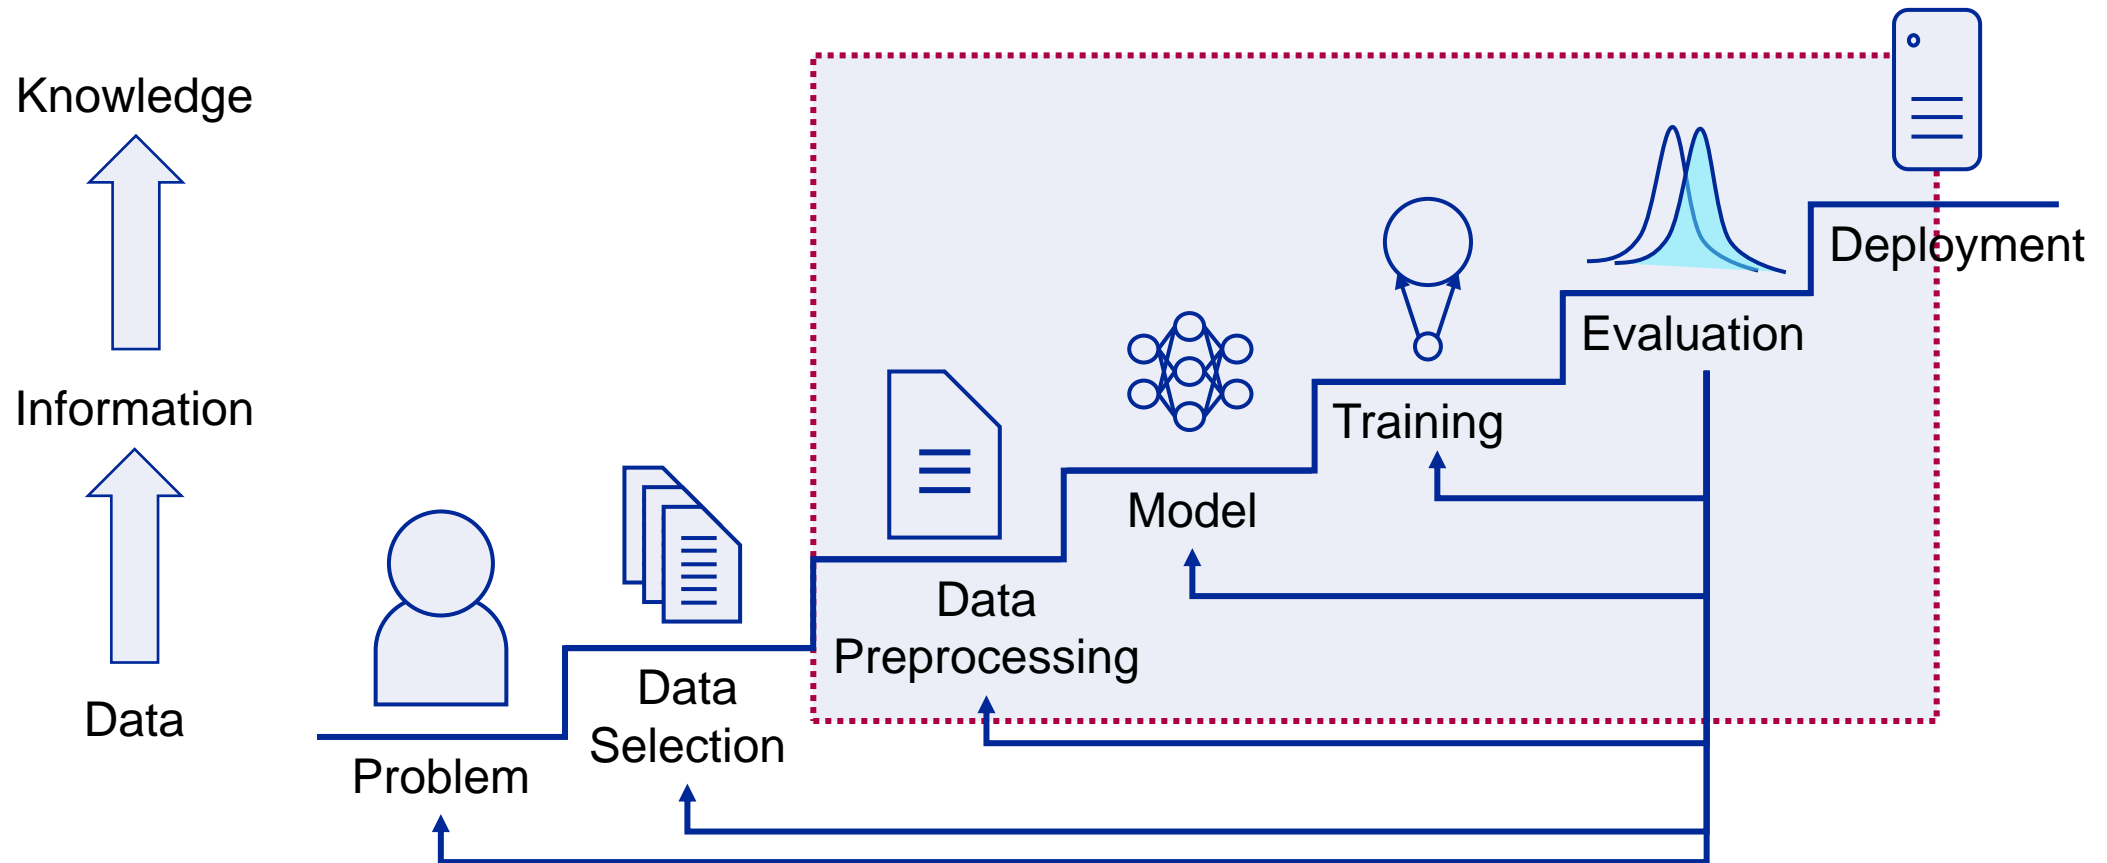 Knowledge
Information
Data
Problem
Data
Selection
Data
Preprocessing
Model
Training
Evaluation
Deployment